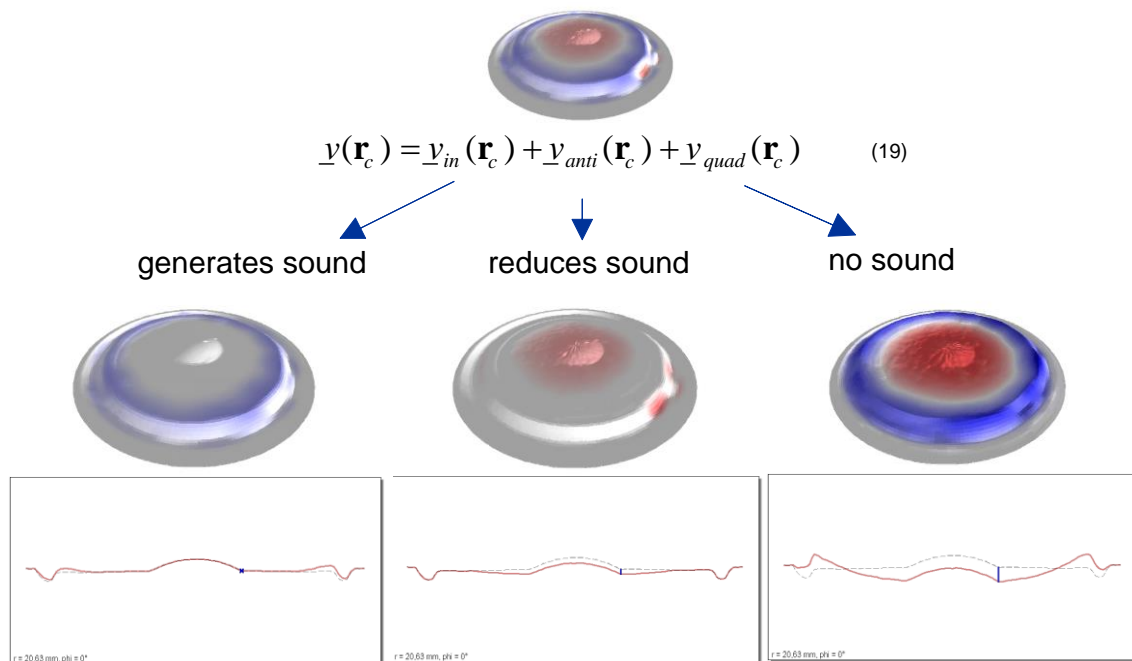 v(r_c) = v_in(r_c) + v_anti(r_c) + v_quad(r_c) (19)
generates sound reduces sound no sound
r = 20,63 mm, phi = 0° r = 20,63 mm, phi = 0° r = 20,63 mm, phi = 0°